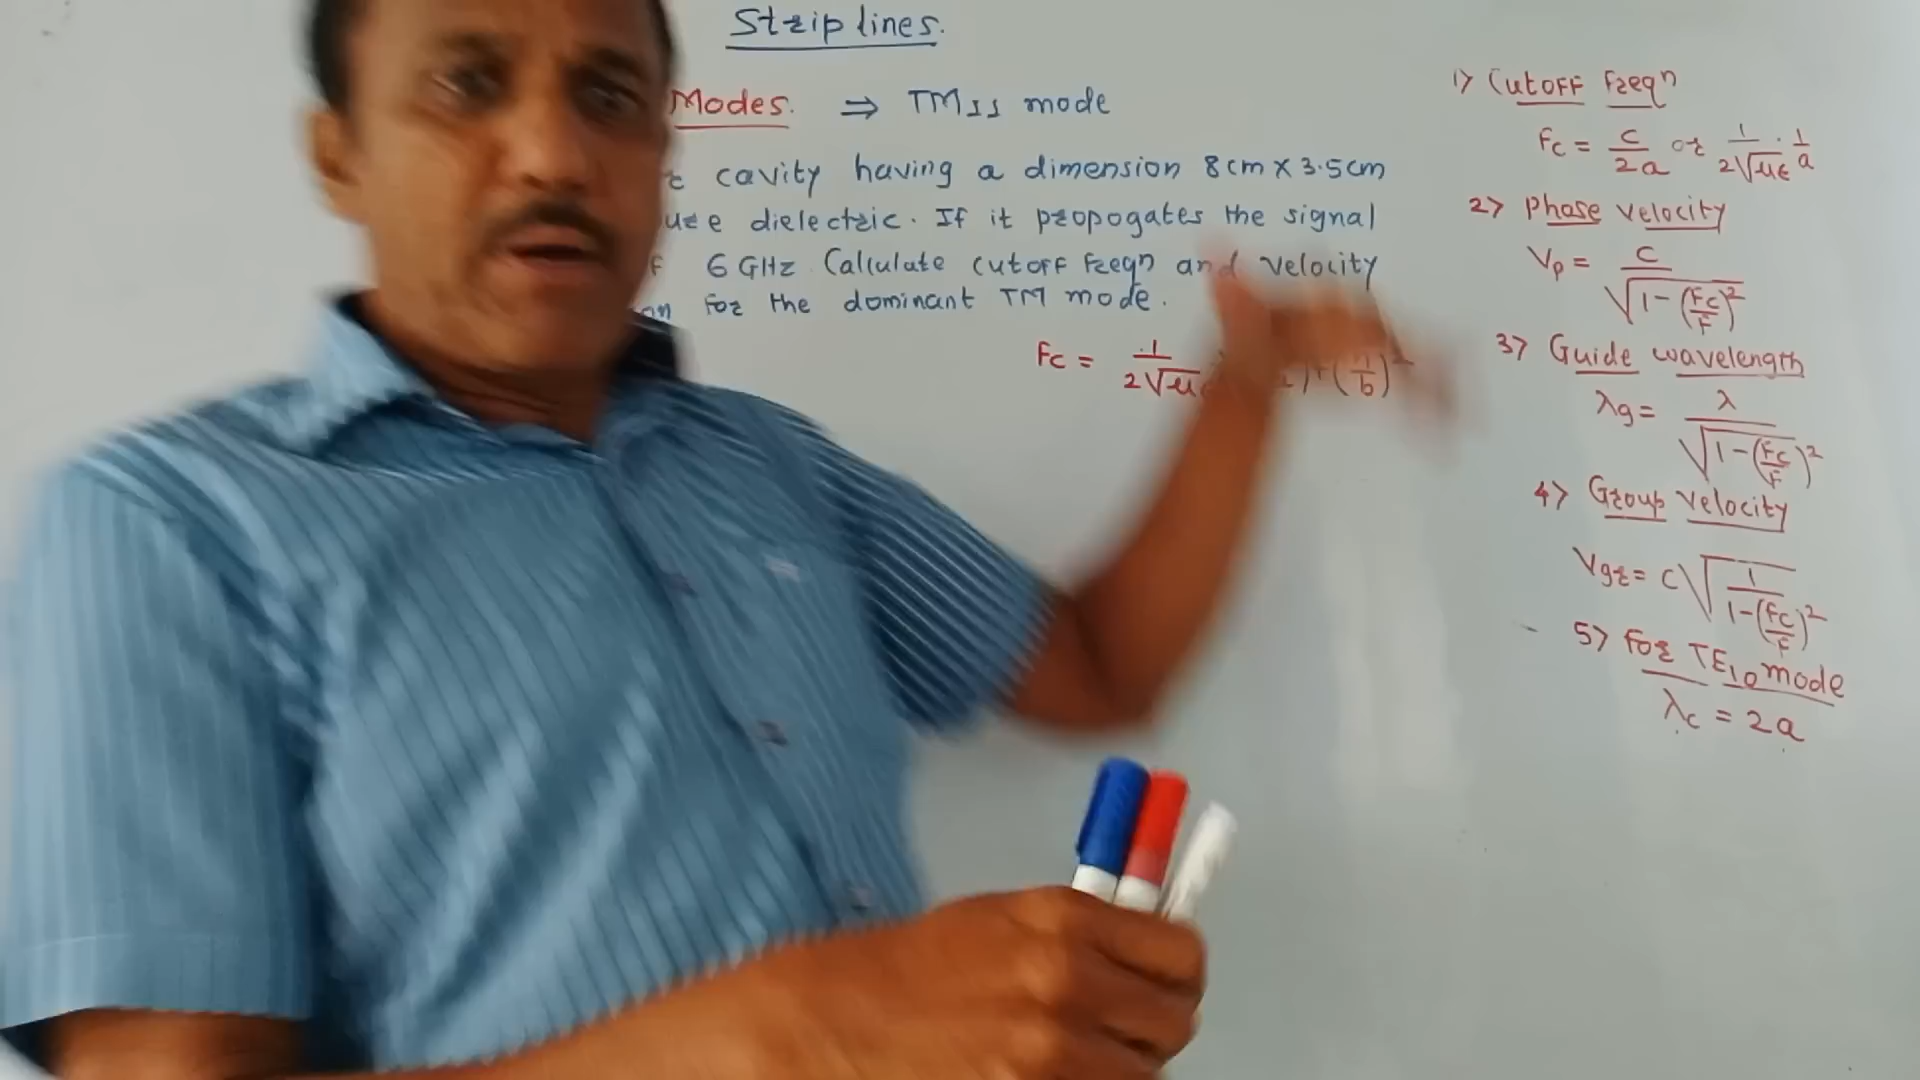 Strip lines.
Modes. ⇒ TM11 mode
cavity having a dimension 8cm X 3.5cm
dielectric. If it propogates the signal
6 GHz Calculate cutoff freqn and velocity
for the dominant TM mode.
Fc = 1/2√μ (n/b)²
1) Cutoff freqn
Fc = c/2a or 1/2√μϵ · 1/a
2) Phase velocity
Vp = c/√1-(Fc/F)²
3) Guide wavelength
λg = λ/√1-(Fc/F)²
4) Group velocity
Vgr = c√1/1-(Fc/F)²
5) For TE10 mode
λc = 2a